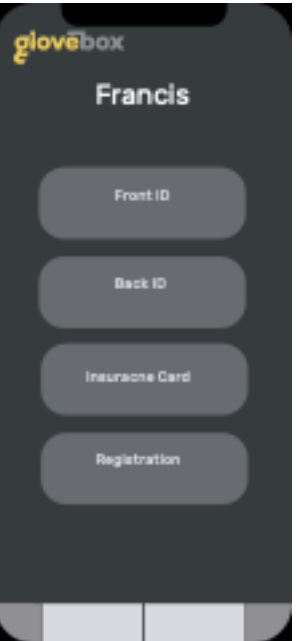 glovebox
Francis
Front ID
Back ID
Insuracne Card
Registration